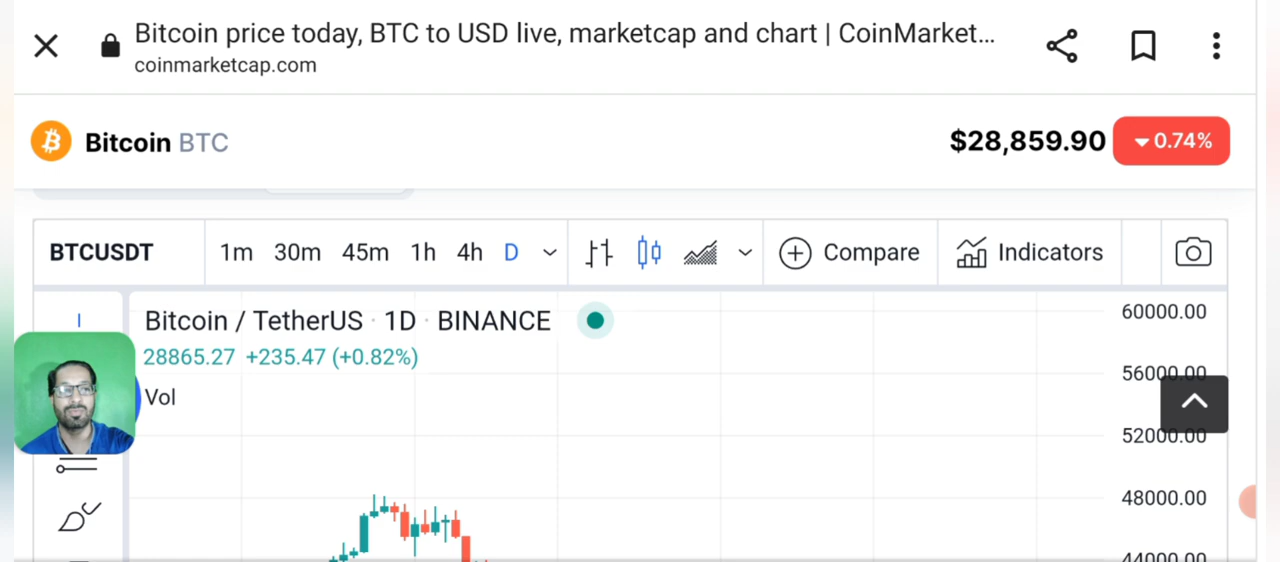 Bitcoin price today, BTC to USD live, marketcap and chart | CoinMarket...
coinmarketcap.com
Bitcoin BTC
$28,859.90 0.74%
BTCUSDT 1m 30m 45m 1h 4h D Compare Indicators
Bitcoin / TetherUS · 1D · BINANCE
28865.27 +235.47 (+0.82%)
Vol
60000.00
56000.00
52000.00
48000.00
44000.00